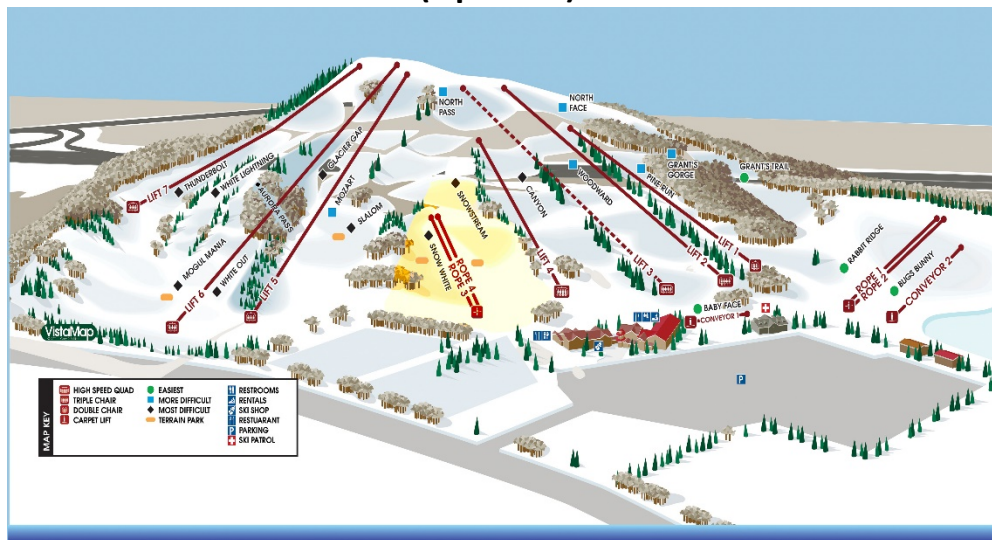 NORTH
PASS
NORTH
FACE
THUNDERBOLT
WHITE LIGHTNING
GLACIER GAP
AURORA PASS
MOZART
SLALOM
SNOWSTREAM
CANYON
WOODWARD
PINE RUN
GRANT'S
GORGE
GRANT'S TRAIL
LIFT 7
MOGUL MANIA
WHITE OUT
LIFT 6
LIFT 5
SNOW WHITE
ROPE 4
ROPE 3
LIFT 4
LIFT 3
LIFT 2
LIFT 1
RABBIT RIDGE
BUGS BUNNY
ROPE 1
ROPE 2
CONVEYOR 2
BABY FACE
CONVEYOR 1
VistaMap
P
MAP KEY
HIGH SPEED QUAD
TRIPLE CHAIR
DOUBLE CHAIR
CARPET LIFT
EASIEST
MORE DIFFICULT
MOST DIFFICULT
TERRAIN PARK
RESTROOMS
RENTALS
SKI SHOP
RESTUARANT
P PARKING
SKI PATROL